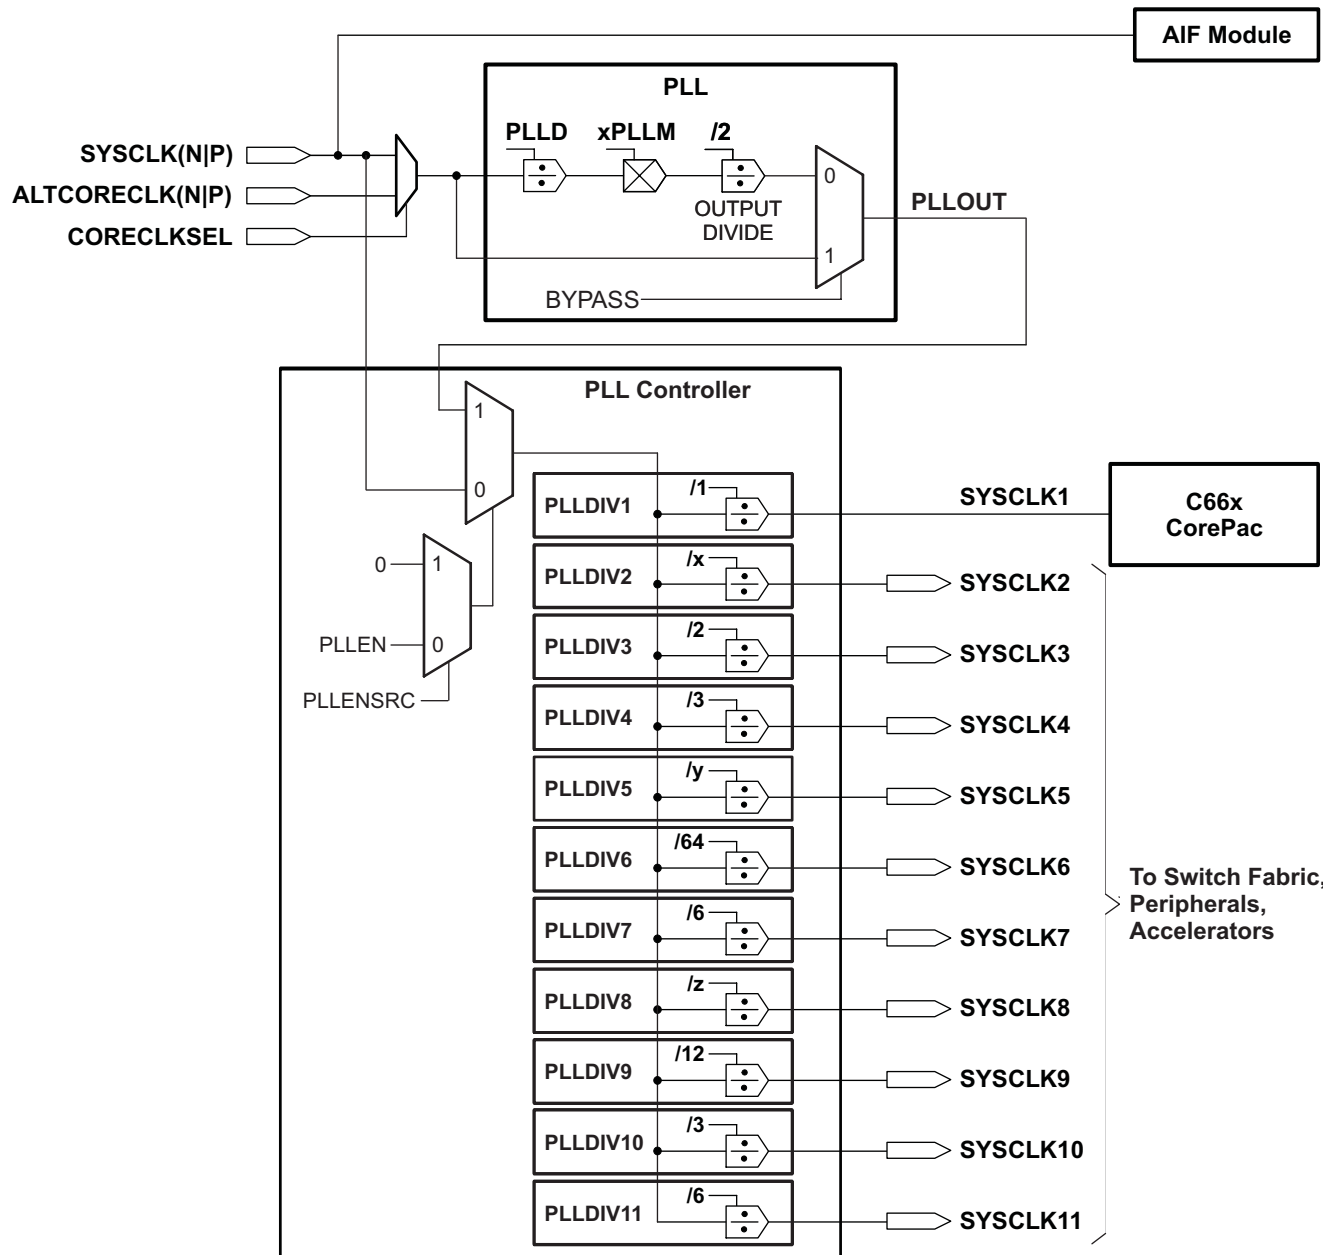 AIF Module
PLL
PLLD
xPLLM
/2
SYSCLK(N|P)
ALTCORECLK(N|P)
CORECLKSEL
0
OUTPUT
DIVIDE
PLLOUT
1
BYPASS
PLL Controller
1
0
0
1
PLLEN
0
PLLENSRC
PLLDIV1
/1
SYSCLK1
C66x
CorePac
PLLDIV2
/x
SYSCLK2
PLLDIV3
/2
SYSCLK3
PLLDIV4
/3
SYSCLK4
PLLDIV5
/y
SYSCLK5
PLLDIV6
/64
SYSCLK6
PLLDIV7
/6
SYSCLK7
PLLDIV8
/z
SYSCLK8
PLLDIV9
/12
SYSCLK9
PLLDIV10
/3
SYSCLK10
PLLDIV11
/6
SYSCLK11
To Switch Fabric,
Peripherals,
Accelerators